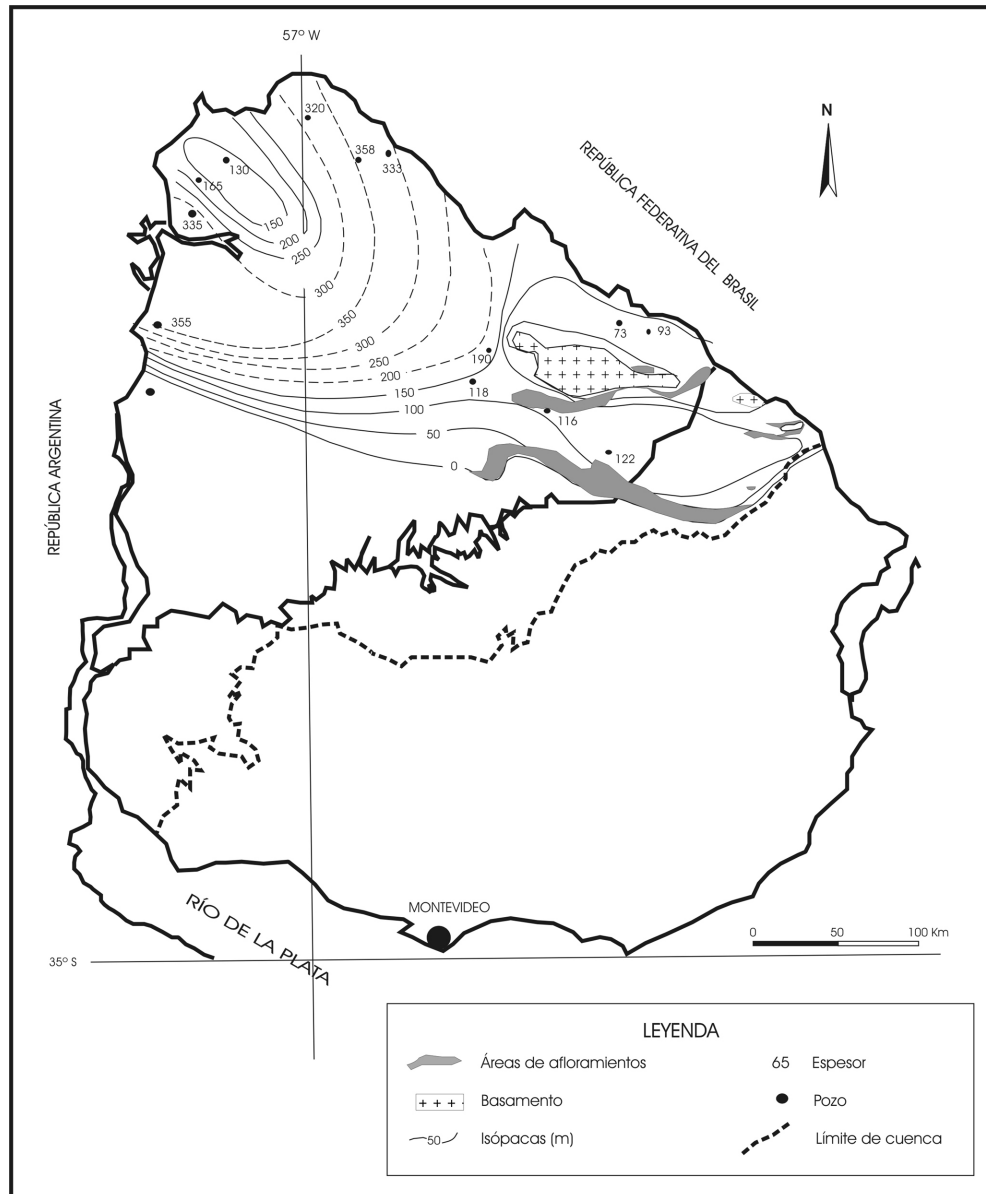 57º W
320
N
358
333
130
165
REPÚBLICA FEDERATIVA DEL BRASIL
335
150
200
250
300
350
355
73
93
300
190
250
200
118
150
100
116
50
122
0
REPÚBLICA ARGENTINA
MONTEVIDEO
RÍO DE LA PLATA
0 50 100 Km
35º S
LEYENDA
Áreas de afloramientos
65 Espesor
Basamento
Pozo
50 Isópacas (m)
Límite de cuenca